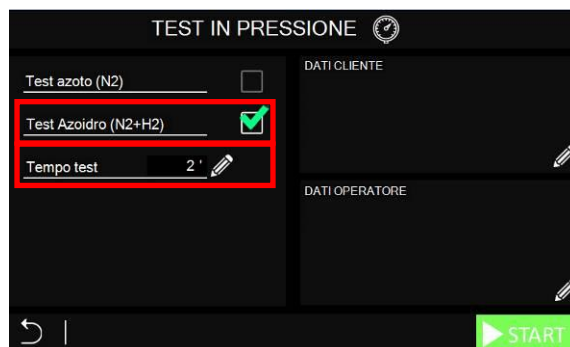 TEST IN PRESSIONE
Test azoto (N2)
Test Azoidro (N2+H2)
Tempo test 2 '
DATI CLIENTE
DATI OPERATORE
START